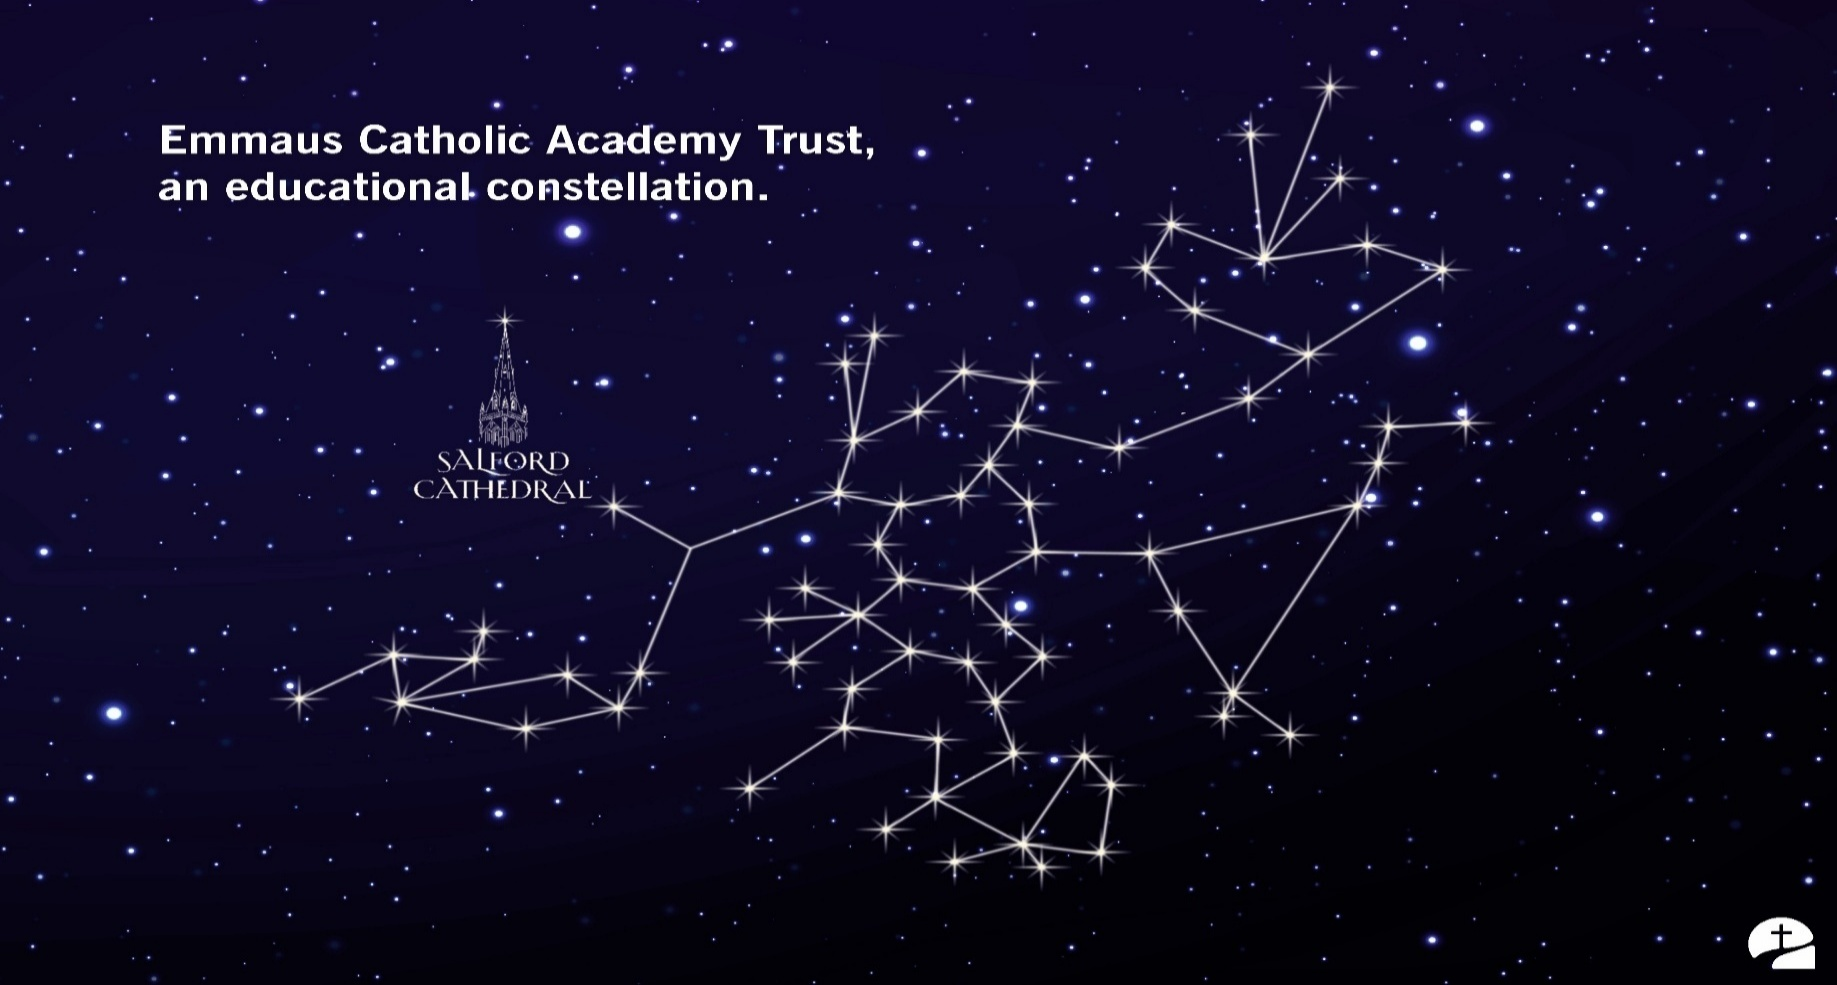 Emmaus Catholic Academy Trust,
an educational constellation.
SALFORD
CATHEDRAL